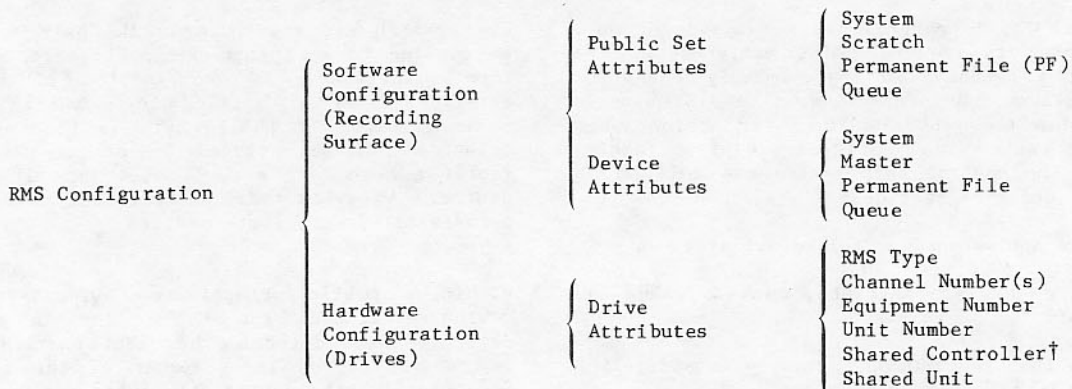 RMS Configuration
Software
Configuration
(Recording
Surface)
Public Set
Attributes
System
Scratch
Permanent File (PF)
Queue
Device
Attributes
System
Master
Permanent File
Queue
Hardware
Configuration
(Drives)
Drive
Attributes
RMS Type
Channel Number(s)
Equipment Number
Unit Number
Shared Controller†
Shared Unit